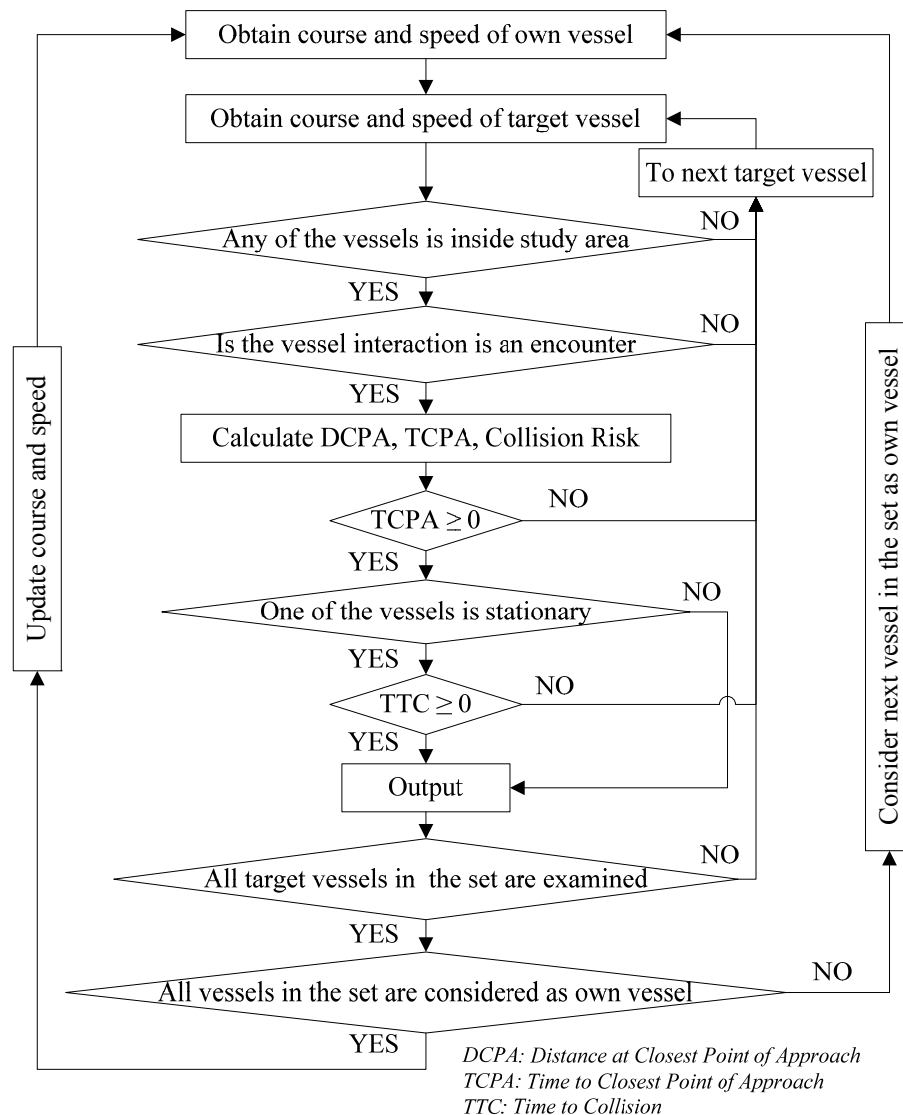 Obtain course and speed of own vessel
Obtain course and speed of target vessel
To next target vessel
Any of the vessels is inside study area
NO
YES
Is the vessel interaction is an encounter
NO
YES
Calculate DCPA, TCPA, Collision Risk
TCPA ≥ 0
NO
YES
One of the vessels is stationary
NO
YES
TTC ≥ 0
NO
YES
Output
All target vessels in the set are examined
NO
YES
All vessels in the set are considered as own vessel
NO
YES
Update course and speed
Consider next vessel in the set as own vessel
DCPA: Distance at Closest Point of Approach
TCPA: Time to Closest Point of Approach
TTC: Time to Collision